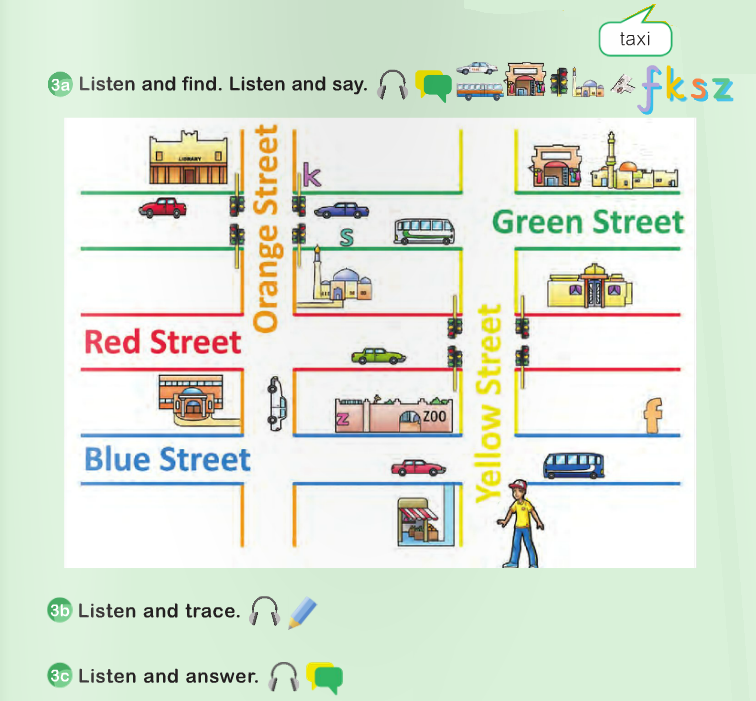 taxi
3a Listen and find. Listen and say.
f k s z
LIBRARY
Orange Street
k
s
Green Street
Red Street
Yellow Street
z
ZOO
f
Blue Street
3b Listen and trace.
3c Listen and answer.